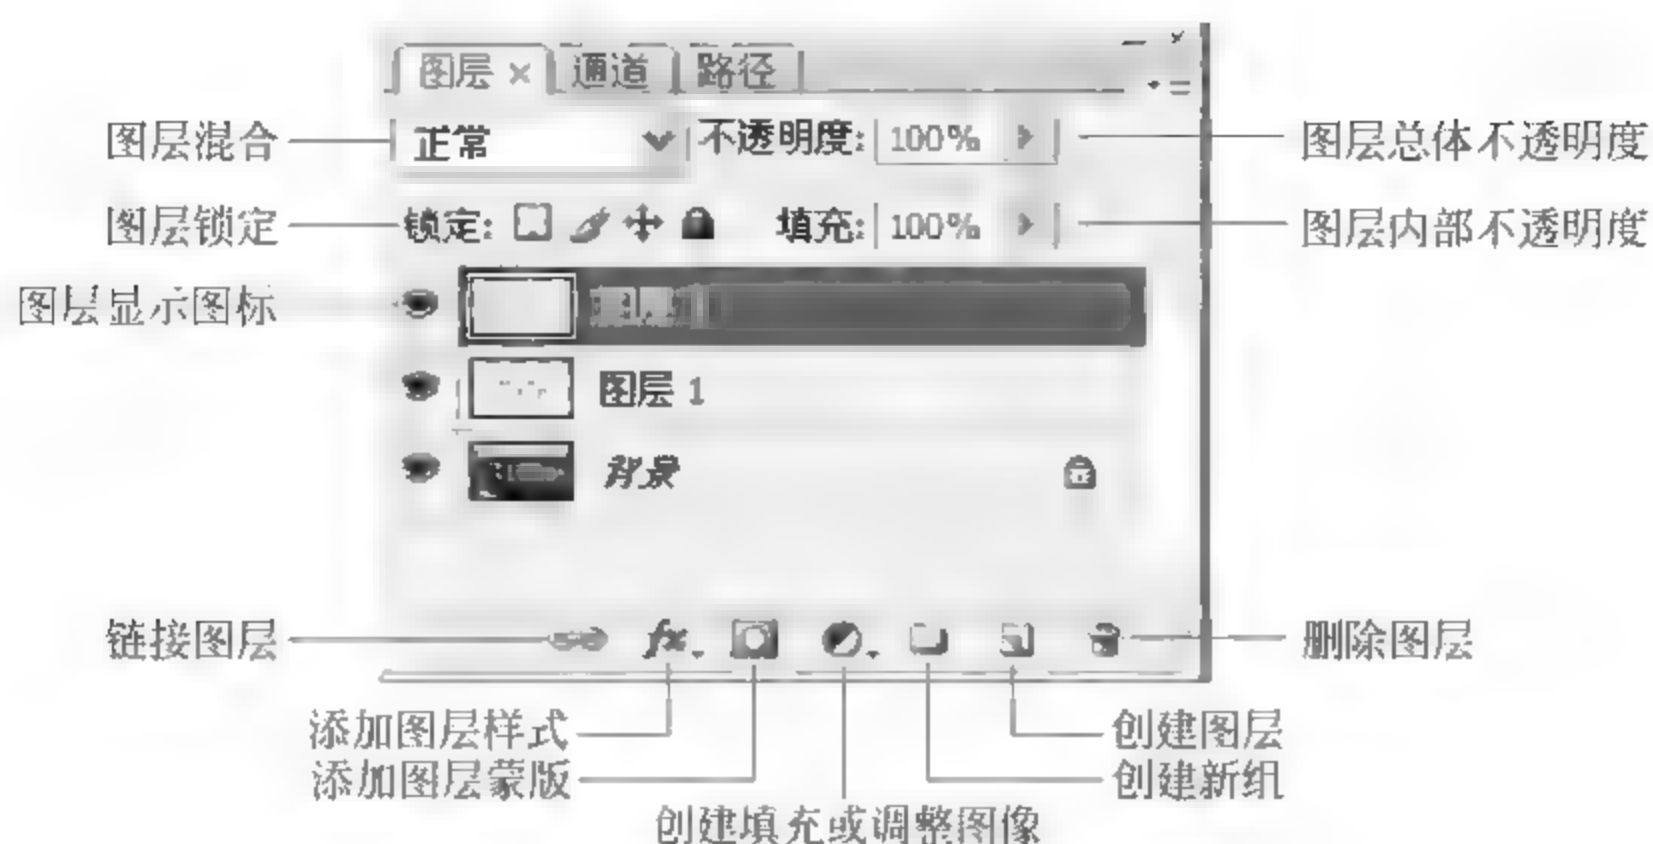 图层 × 通道 路径
图层混合 正常 不透明度: 100% 图层总体不透明度
图层锁定 锁定: 填充: 100% 图层内部不透明度
图层显示图标
图层 1
背景
链接图层 fx 删除图层
添加图层样式 创建图层
添加图层蒙版 创建新组
创建填充或调整图像